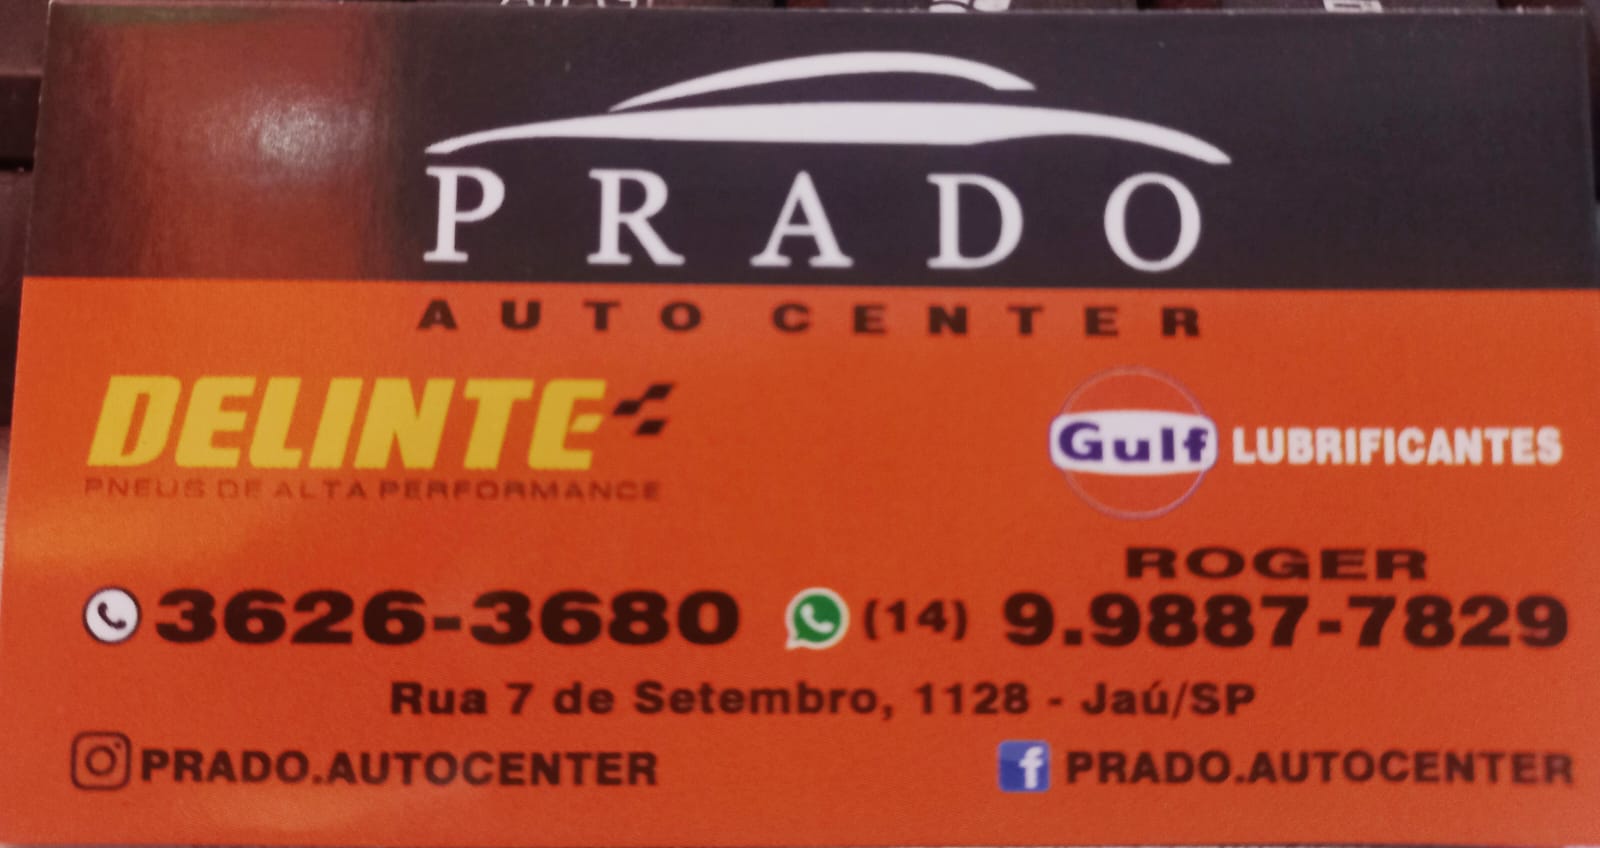 PRADO
AUTO CENTER
DELINTE
PNEUS DE ALTA PERFORMANCE
Gulf LUBRIFICANTES
ROGER
3626-3680 (14) 9.9887-7829
Rua 7 de Setembro, 1128 - Jaú/SP
PRADO.AUTOCENTER
f PRADO.AUTOCENTER